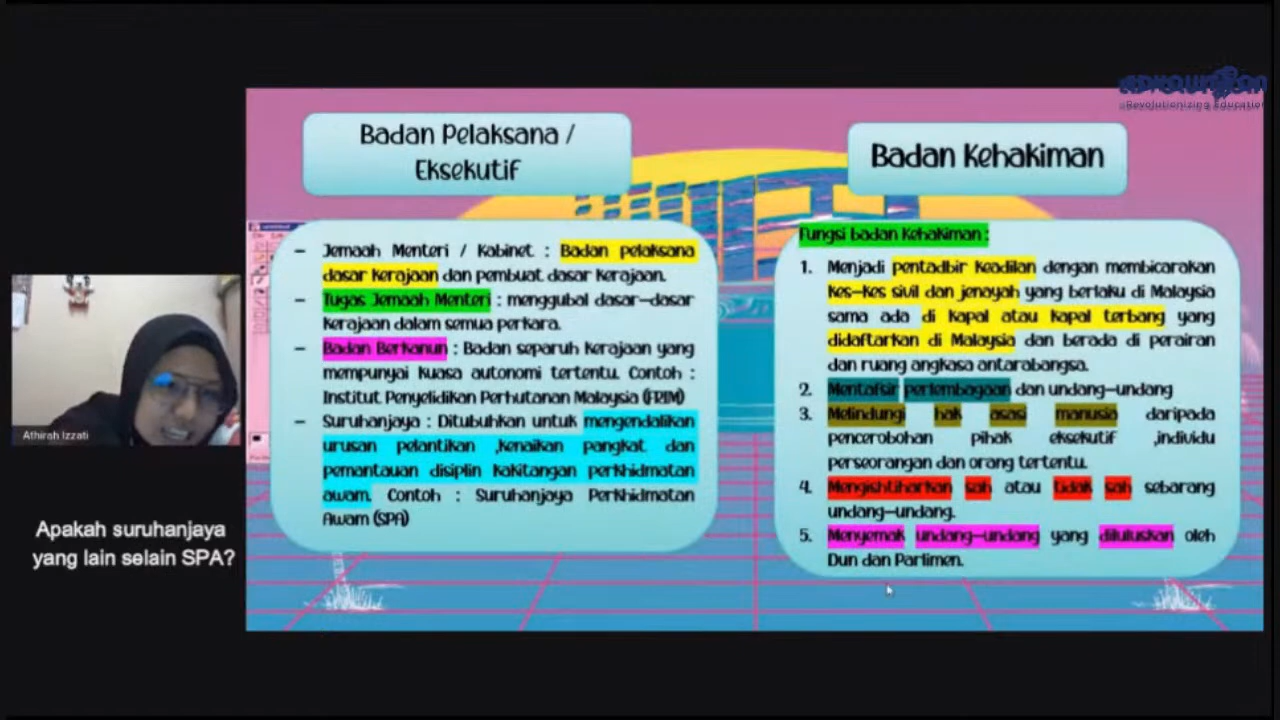 Revolutionizing Education
Badan Pelaksana /
Eksekutif
Badan Kehakiman
- Jemaah Menteri / Kabinet : Badan pelaksana
dasar kerajaan dan pembuat dasar kerajaan.
- Tugas Jemaah Menteri : menggubal dasar-dasar
kerajaan dalam semua perkara.
- Badan Berkanun : Badan separuh kerajaan yang
mempunyai kuasa autonomi tertentu. Contoh :
Institut Penyelidikan Perhutanan Malaysia (FRIM)
- Suruhanjaya : Ditubuhkan untuk mengendalikan
urusan pelantikan ,kenaikan pangkat dan
pemantauan disiplin kakitangan perkhidmatan
awam. Contoh : Suruhanjaya Perkhidmatan
Awam (SPA)
Fungsi badan Kehakiman :
1. Menjadi pentadbir keadilan dengan membicarakan
kes-kes sivil dan jenayah yang berlaku di Malaysia
sama ada di kapal atau kapal terbang yang
didaftarkan di Malaysia dan berada di perairan
dan ruang angkasa antarabangsa.
2. Mentafsir perlembagaan dan undang-undang
3. Melindungi hak asasi manusia daripada
pencerobohan pihak eksekutif ,individu
perseorangan dan orang tertentu.
4. Mengishtiharkan sah atau tidak sah sebarang
undang-undang.
5. Menyemak undang-undang yang diluluskan oleh
Dun dan Parlimen.
Athirah Izzati
Apakah suruhanjaya
yang lain selain SPA?